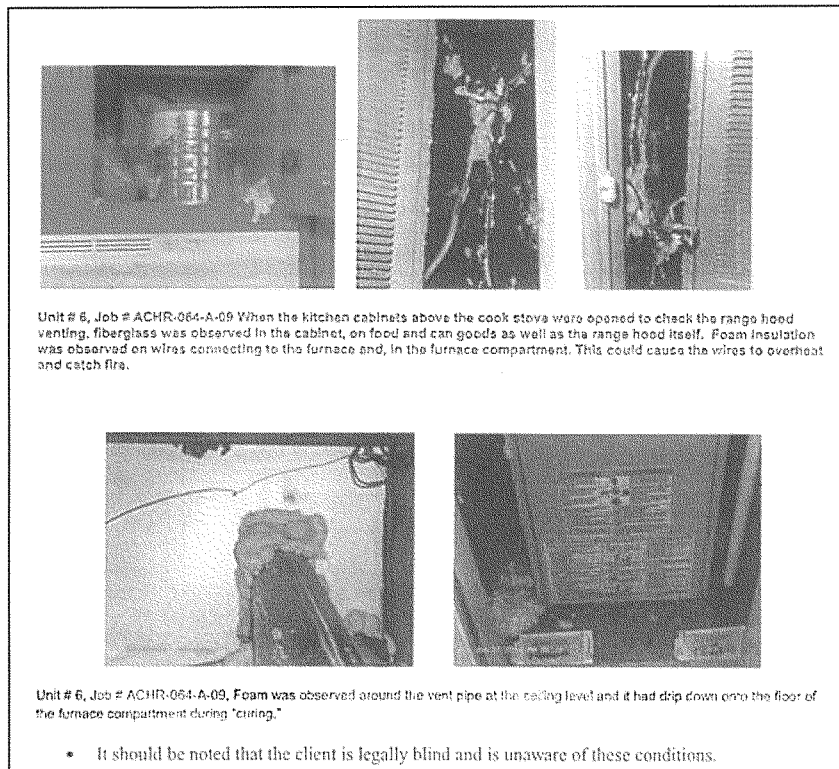 Unit # 6, Job # ACHR-064-A-09 When the kitchen cabinets above the cook stove were opened to check the range hood
venting, fiberglass was observed in the cabinet, on food and can goods as well as the range hood itself.  Foam insulation
was observed on wires connecting to the furnace and, in the furnace compartment. This could cause the wires to overheat
and catch fire.
Unit # 6, Job # ACHR-064-A-09, Foam was observed around the vent pipe at the ceiling level and it had drip down onto the floor of
the furnace compartment during "curing."
• It should be noted that the client is legally blind and is unaware of these conditions.